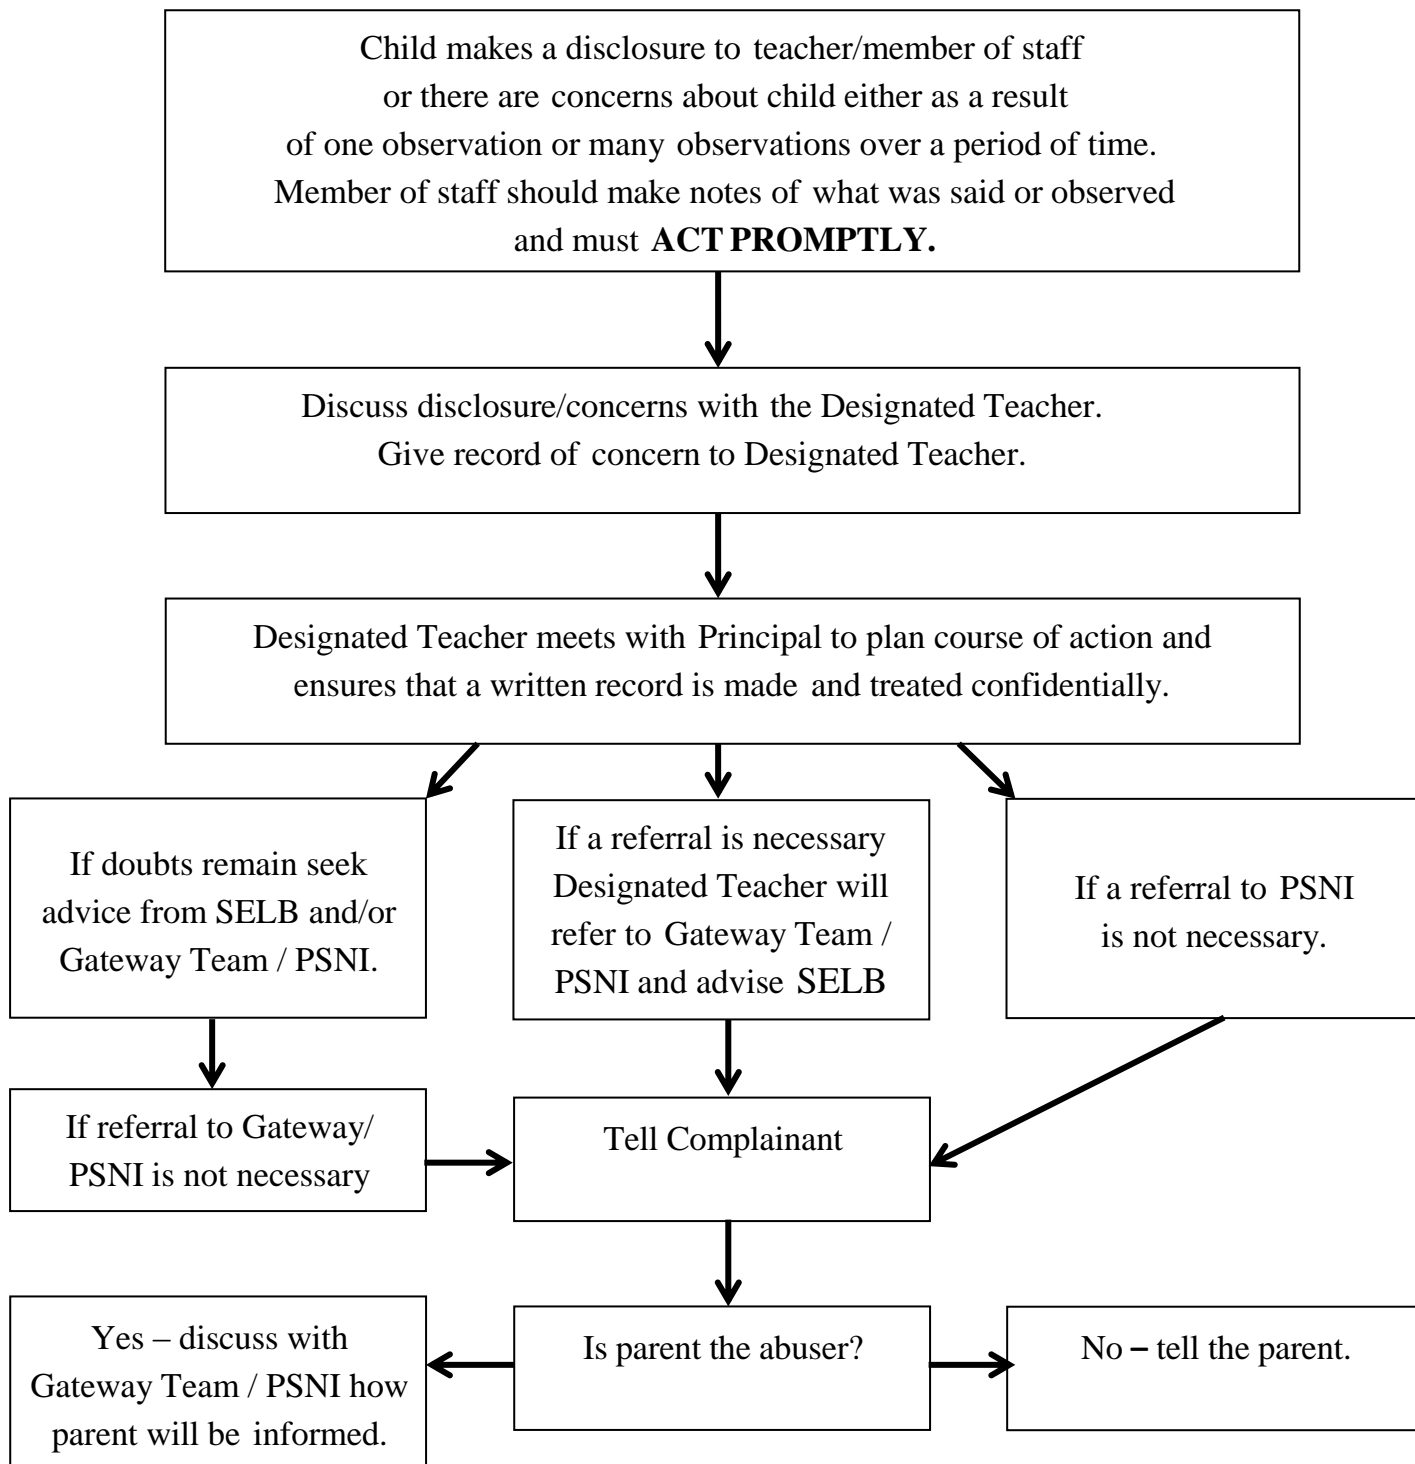 Child makes a disclosure to teacher/member of staff
or there are concerns about child either as a result
of one observation or many observations over a period of time.
Member of staff should make notes of what was said or observed
and must ACT PROMPTLY.
Discuss disclosure/concerns with the Designated Teacher.
Give record of concern to Designated Teacher.
Designated Teacher meets with Principal to plan course of action and
ensures that a written record is made and treated confidentially.
If doubts remain seek
advice from SELB and/or
Gateway Team / PSNI.
If a referral is necessary
Designated Teacher will
refer to Gateway Team /
PSNI and advise SELB
If a referral to PSNI
is not necessary.
If referral to Gateway/
PSNI is not necessary
Tell Complainant
Yes – discuss with
Gateway Team / PSNI how
parent will be informed.
Is parent the abuser?
No – tell the parent.